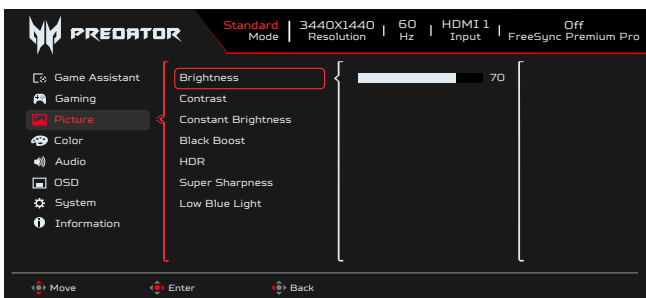 PREDATOR
Standard Mode | 3440X1440 Resolution | 60 Hz | HDMI 1 Input | Off FreeSync Premium Pro
Game Assistant
Gaming
Picture
Color
Audio
OSD
System
Information
Brightness
Contrast
Constant Brightness
Black Boost
HDR
Super Sharpness
Low Blue Light
70
Move
Enter
Back